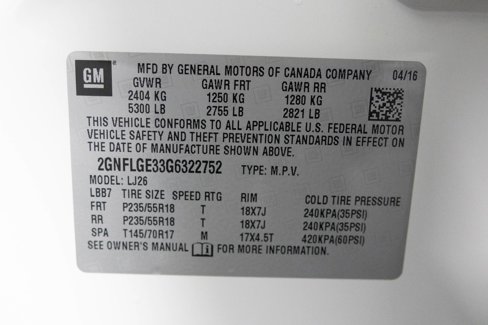 GM
MFD BY GENERAL MOTORS OF CANADA COMPANY 04/16
GVWR GAWR FRT GAWR RR
2404 KG 1250 KG 1280 KG
5300 LB 2755 LB 2821 LB
THIS VEHICLE CONFORMS TO ALL APPLICABLE U.S. FEDERAL MOTOR
VEHICLE SAFETY AND THEFT PREVENTION STANDARDS IN EFFECT ON
THE DATE OF MANUFACTURE SHOWN ABOVE.
2GNFLGE33G6322752 TYPE: M.P.V.
MODEL: LJ26
LBB7 TIRE SIZE SPEED RTG RIM COLD TIRE PRESSURE
FRT P235/55R18 T 18X7J 240KPA(35PSI)
RR P235/55R18 T 18X7J 240KPA(35PSI)
SPA T145/70R17 M 17X4.5T 420KPA(60PSI)
SEE OWNER'S MANUAL FOR MORE INFORMATION.